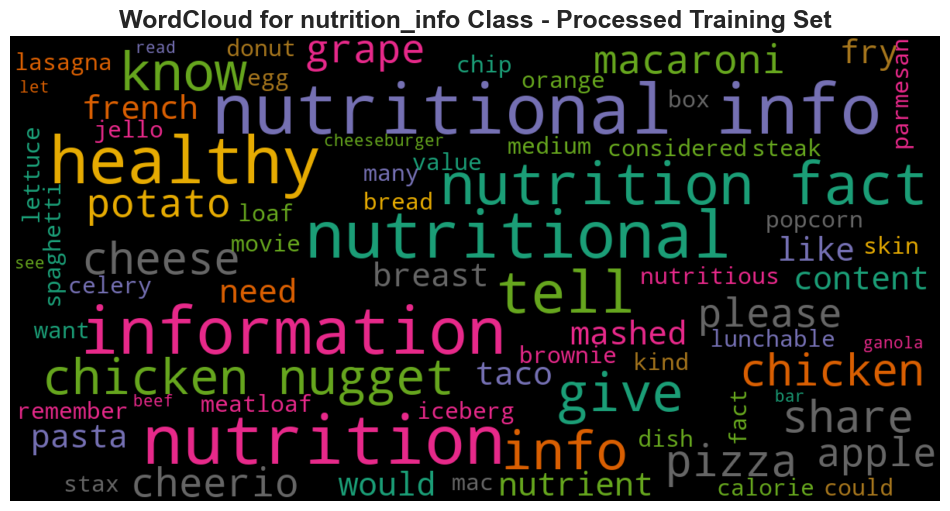 WordCloud for nutrition_info Class - Processed Training Set
lasagna
read
donut
grape
chip
macaroni
fry
let
know
egg
orange
parmesan
french
nutritional info
box
jello
cheeseburger
medium
considered
steak
lettuce
healthy
many
value
nutrition fact
potato
loaf
bread
popcorn
spaghetti
movie
nutritional
like
skin
see
cheese
celery
need
breast
tell
nutritious
content
want
information
mashed
please
lunchable
ganola
brownie
kind
chicken nugget
taco
give
chicken
remember
beef
meatloaf
iceberg
bar
share
pasta
nutrition
info
dish
fact
pizza
apple
stax
cheerio
would
mac
nutrient
calorie
could